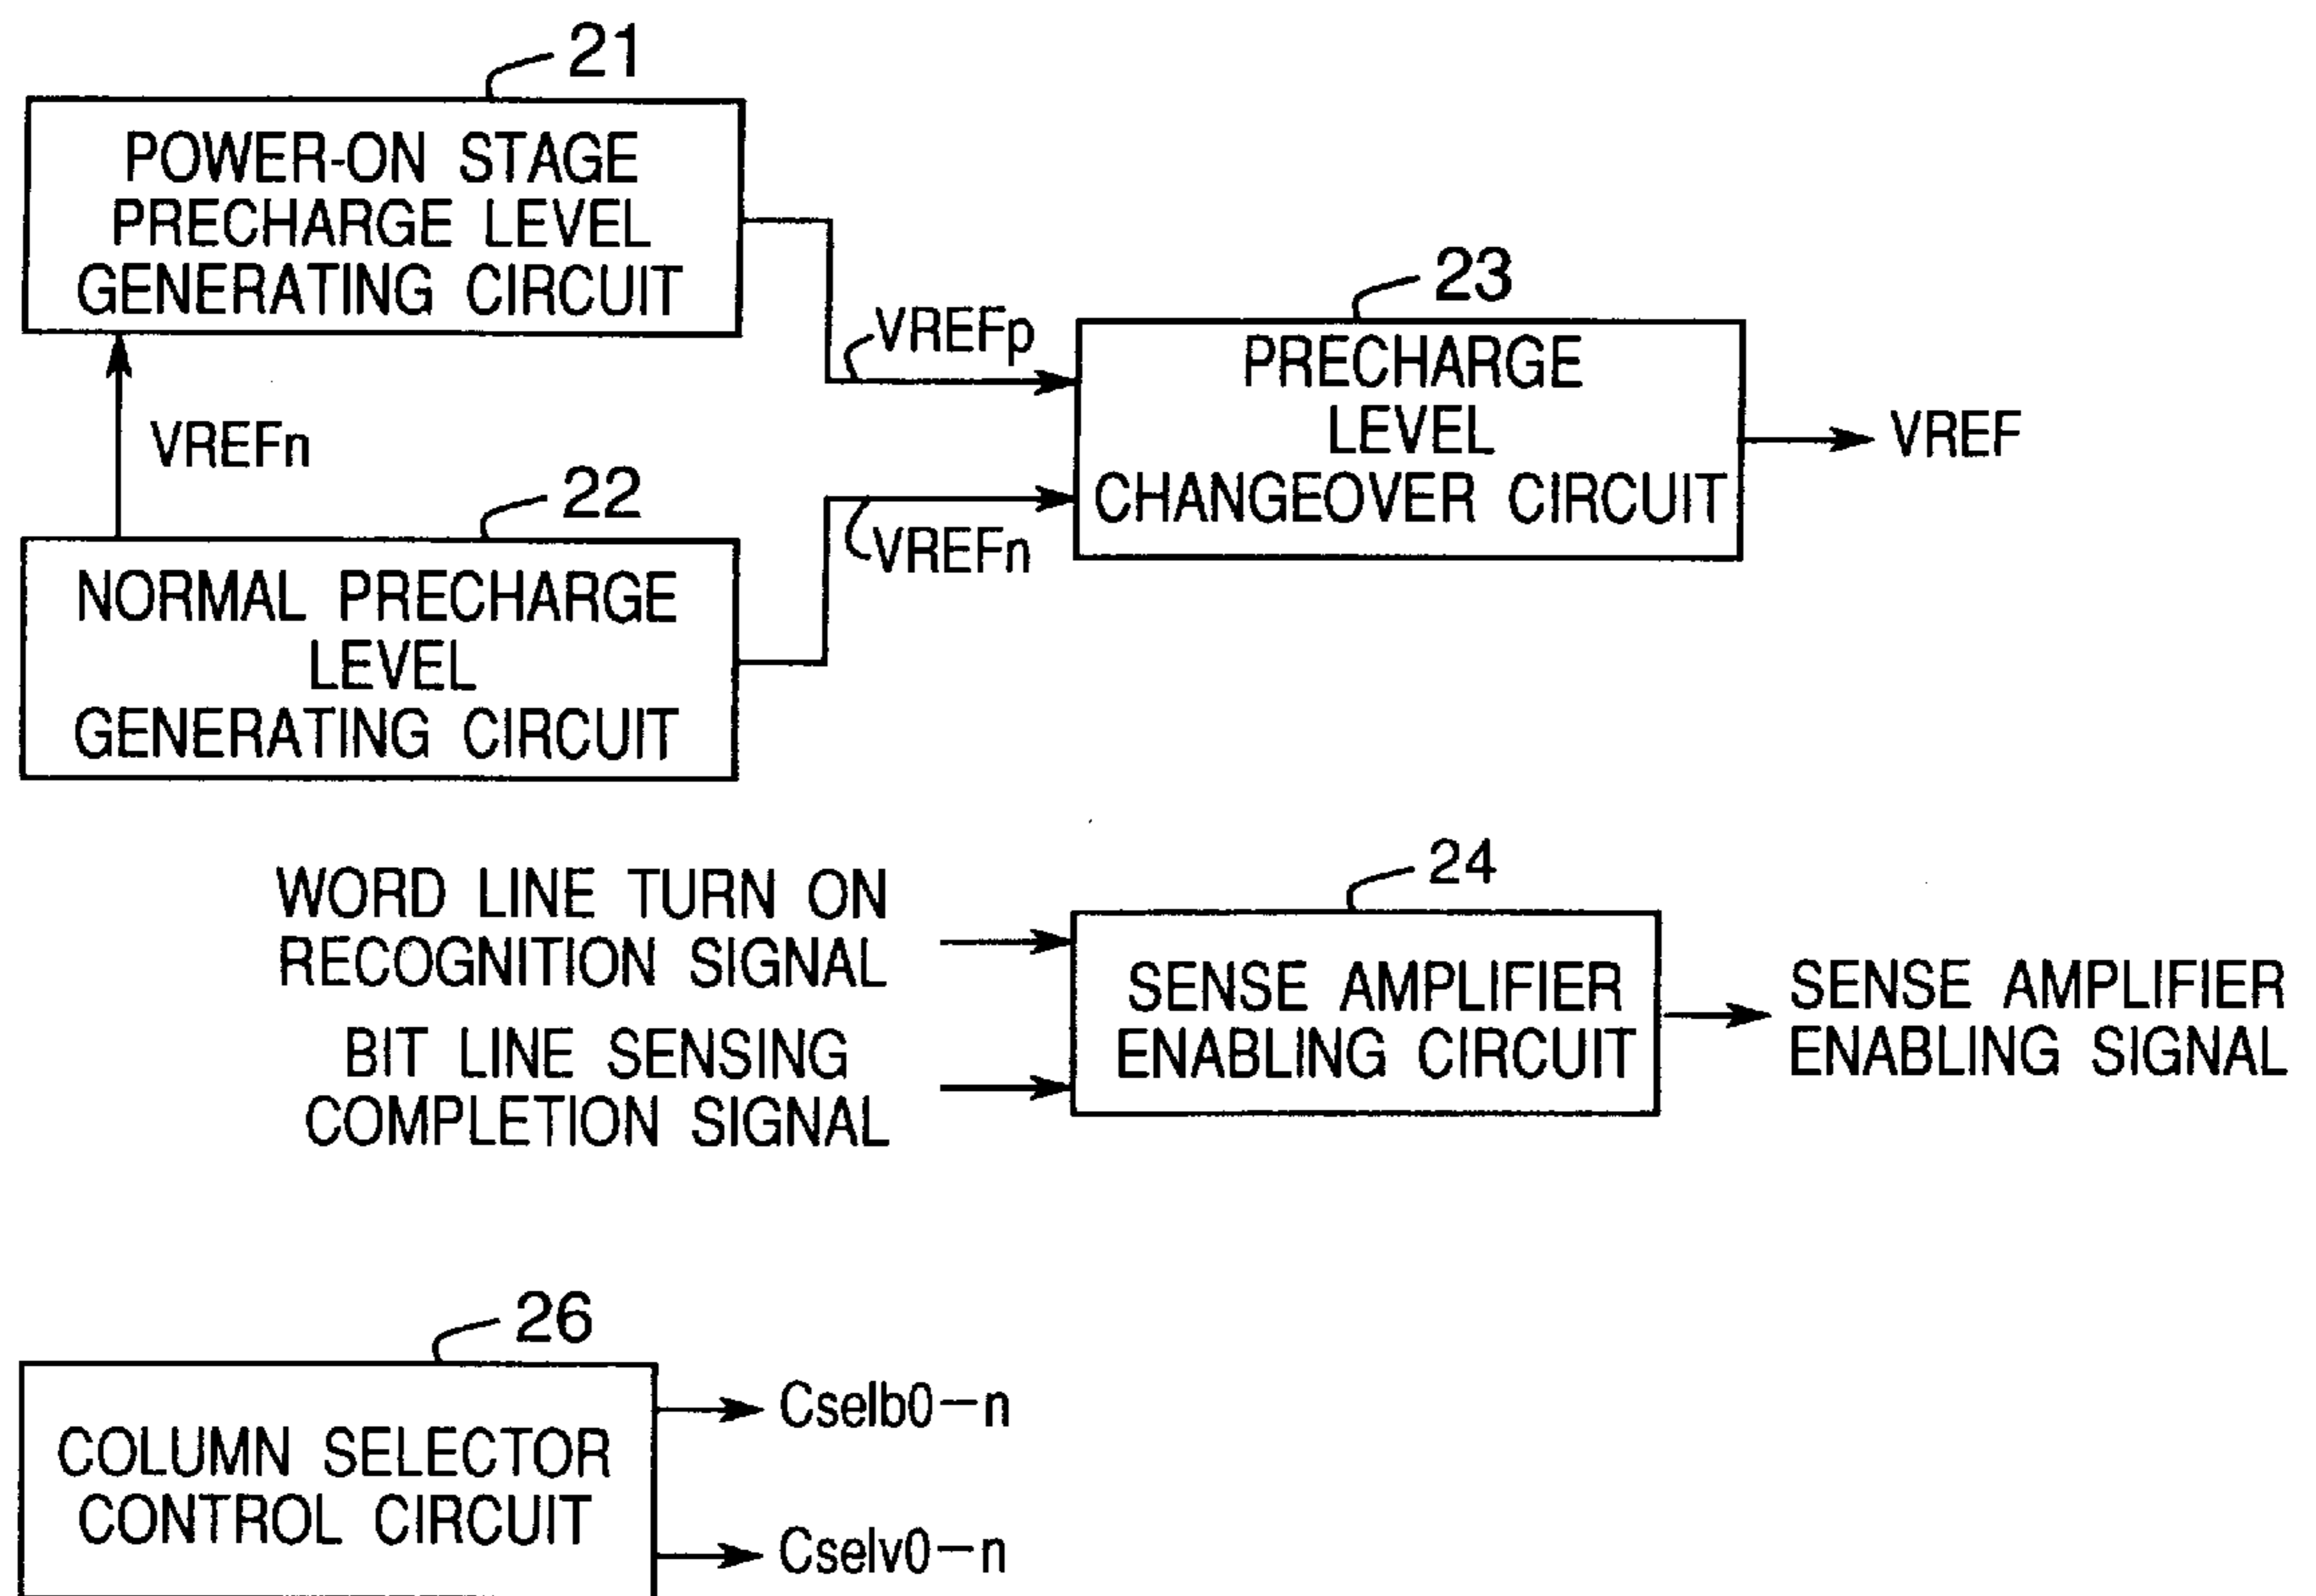 21
POWER-ON STAGE
PRECHARGE LEVEL
GENERATING CIRCUIT
VREFp
23
PRECHARGE
LEVEL
CHANGEOVER CIRCUIT
VREF
VREFn
22
VREFn
NORMAL PRECHARGE
LEVEL
GENERATING CIRCUIT
WORD LINE TURN ON
RECOGNITION SIGNAL
BIT LINE SENSING
COMPLETION SIGNAL
24
SENSE AMPLIFIER
ENABLING CIRCUIT
SENSE AMPLIFIER
ENABLING SIGNAL
26
COLUMN SELECTOR
CONTROL CIRCUIT
Cselb0－n
Cselv0－n